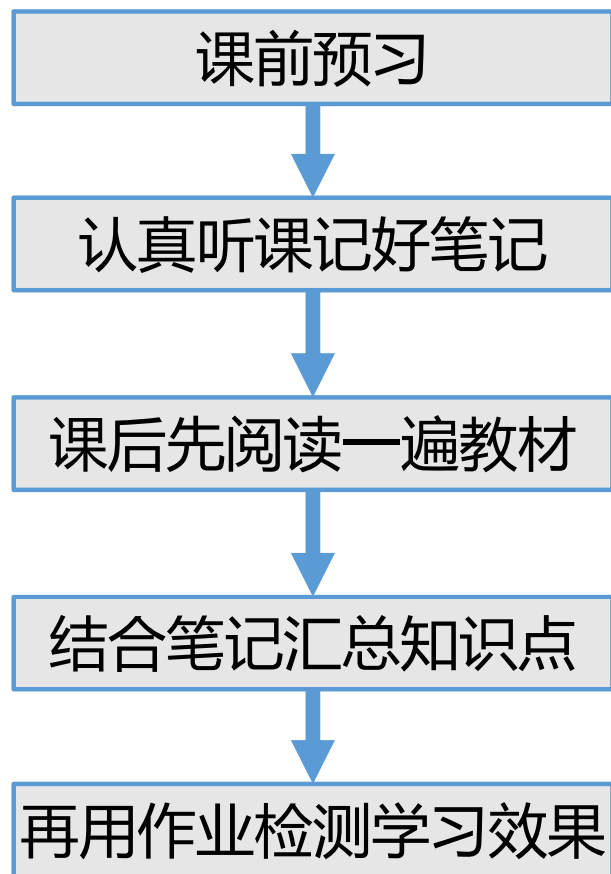 课前预习
认真听课记好笔记
课后先阅读一遍教材
结合笔记汇总知识点
再用作业检测学习效果